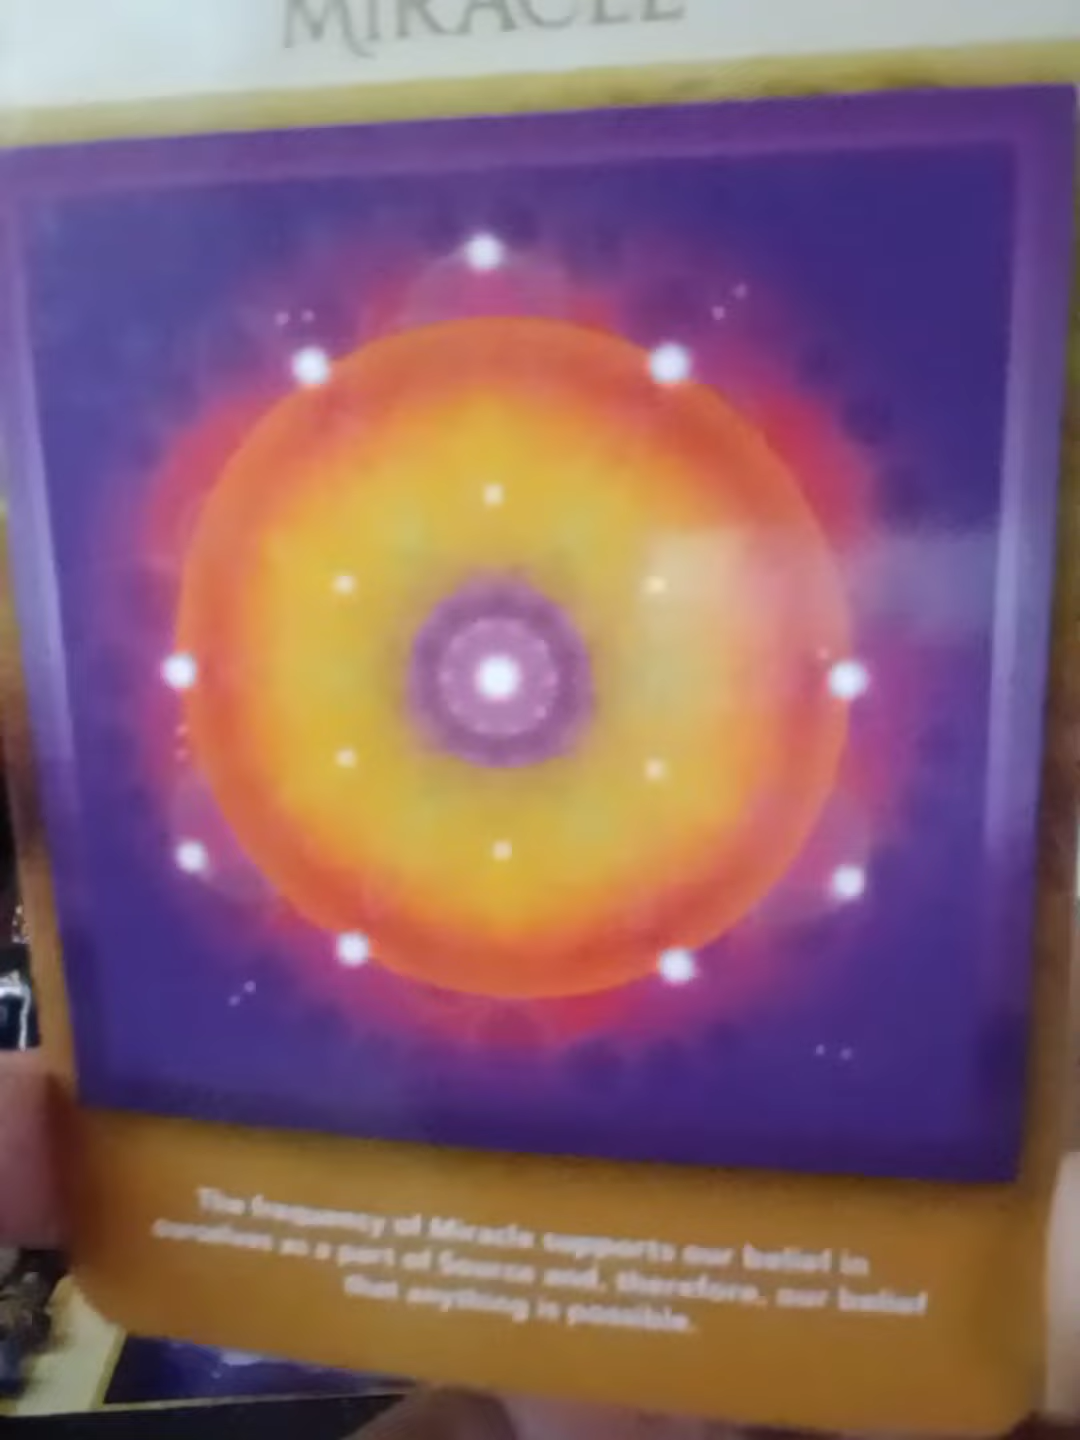 MIRACLE
The frequency of Miracle supports our belief in
ourselves as a part of Source and, therefore, our belief
that anything is possible.